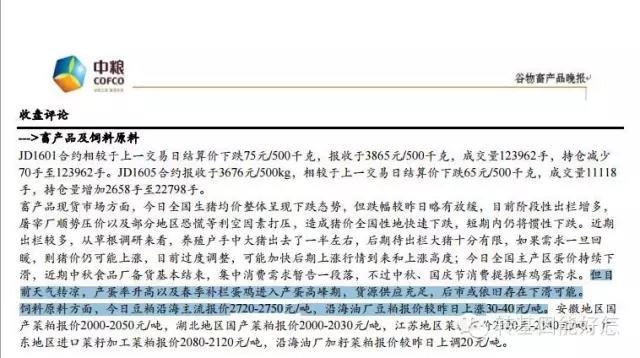 中粮
COFCO
谷物畜产品晚报
收盘评论
--->畜产品及饲料原料
JD1601合约相较于上一交易日结算价下跌75元/500千克，报收于3865元/500千克，成交量123962手，持仓减少
70手至123962手。JD1605合约报收于3676元/500kg，相较于上一交易日结算价下跌65元/500千克，成交量11118
手，持仓量增加2658手至22798手。
畜产品现货市场方面，今日全国生猪均价整体呈现下跌态势，但跌幅较昨日略有放缓，目前阶段性出栏增多，
屠宰厂顺势压价以及部分地区恐慌等利空因素打压，造成猪价全国性地快速下跌，短期内仍将惯性下跌。近期
出栏较多，从草根调研来看，养殖户手中大猪出去了一半左右，后期待出栏大猪十分有限，如果需求一旦回
暖，则猪价仍可能上涨，目前过度调整，可能加快后期上涨行情到来和上涨高度；今日全国主产区蛋价持续下
滑，近期中秋食品厂备货基本结束，集中消费需求暂告一段落，不过中秋、国庆节消费提振鲜鸡蛋需求。但目
前天气转凉，产蛋率升高以及春季补栏蛋鸡进入产蛋高峰期，货源供应充足，后市或依旧存在下滑可能。
饲料原料方面，今日豆粕沿海主流报价2720-2750元/吨，沿海油厂豆粕报价较昨日上涨30-40元/吨。安徽地区国
产菜粕报价2000-2050元/吨，湖北地区国产菜粕报价2000-2030元/吨，江苏地区菜粕报价2120-2140元/吨，广
东地区进口菜籽加工菜粕报价2080-2120元/吨，沿海油厂加籽菜粕报价较昨日上调20元/吨。